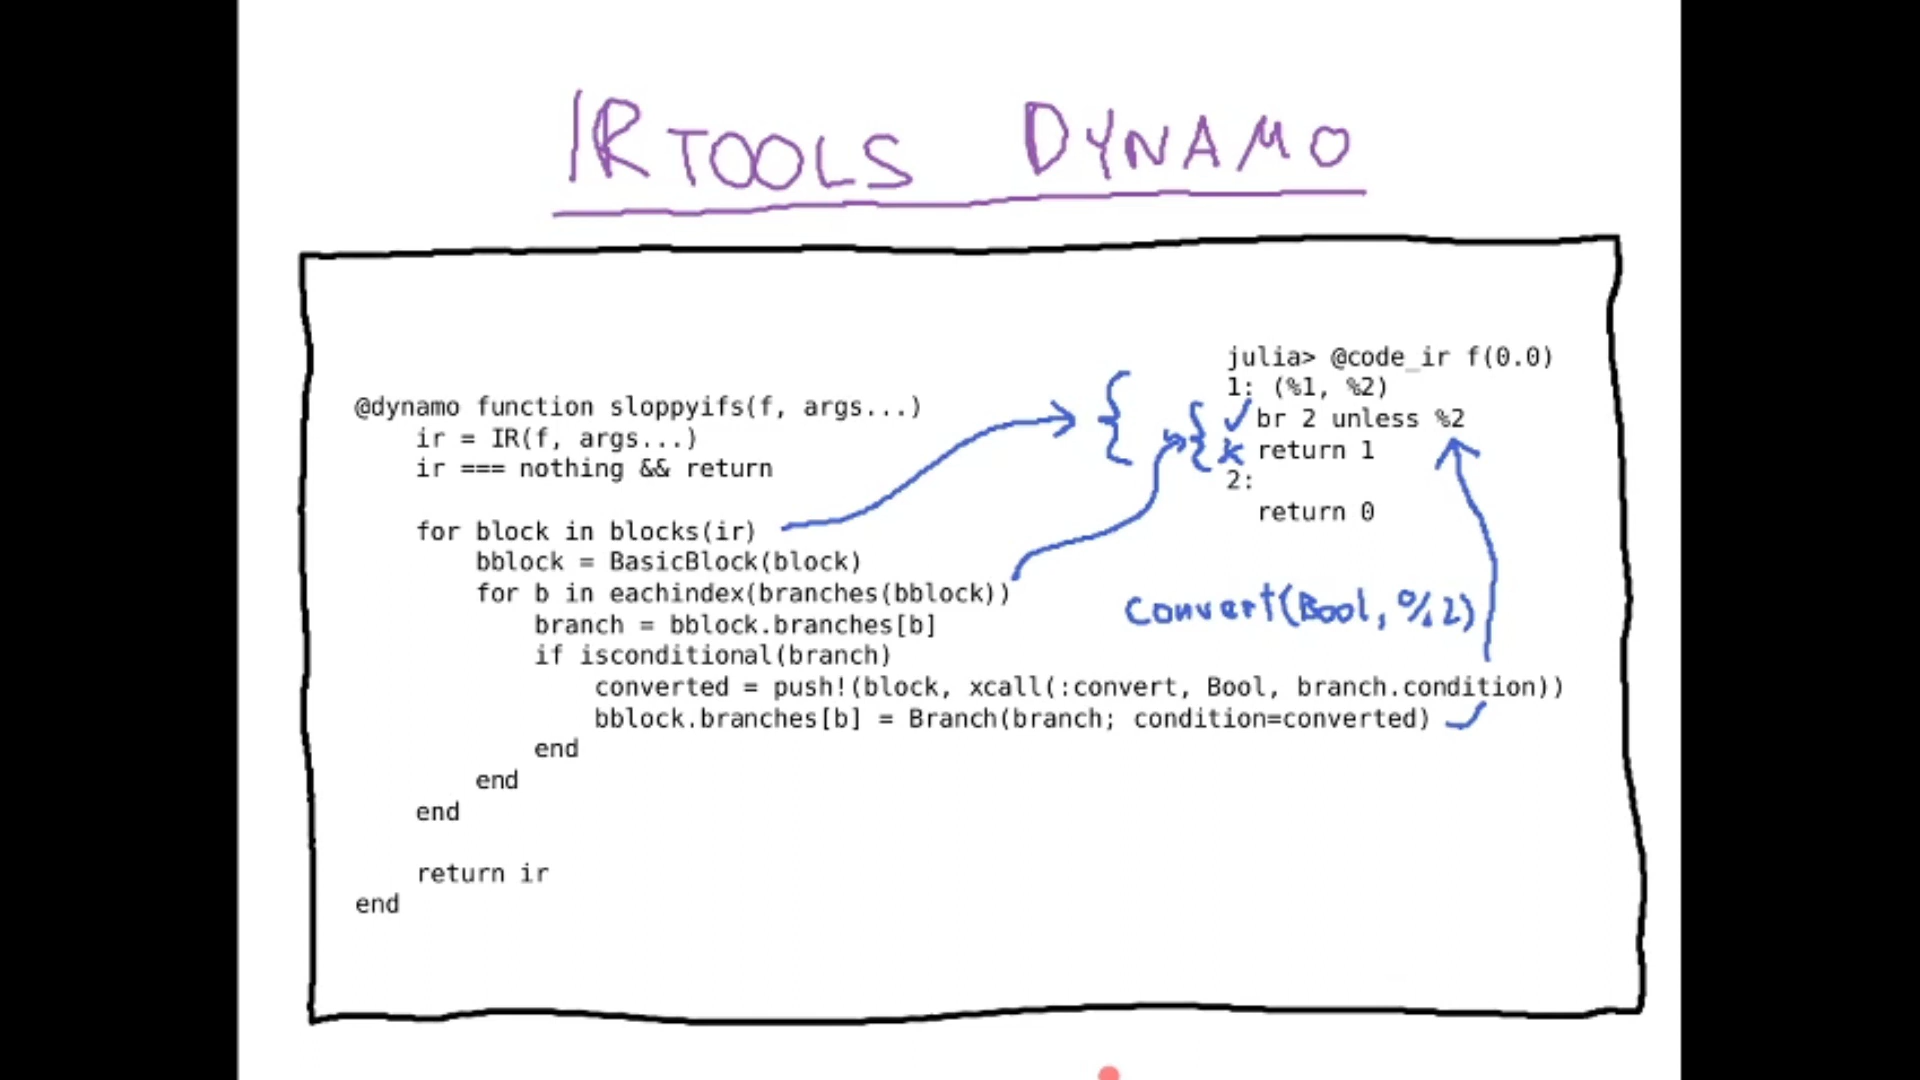 IRTOOLS DYNAMO
@dynamo function sloppyifs(f, args...)
    ir = IR(f, args...)
    ir === nothing && return

    for block in blocks(ir)
        bblock = BasicBlock(block)
        for b in eachindex(branches(bblock))
            branch = bblock.branches[b]
            if isconditional(branch)
                converted = push!(block, xcall(:convert, Bool, branch.condition))
                bblock.branches[b] = Branch(branch; condition=converted)
            end
        end
    end

    return ir
end
julia> @code_ir f(0.0)
1: (%1, %2)
  br 2 unless %2
  return 1
2:
  return 0
Convert(Bool, %2)